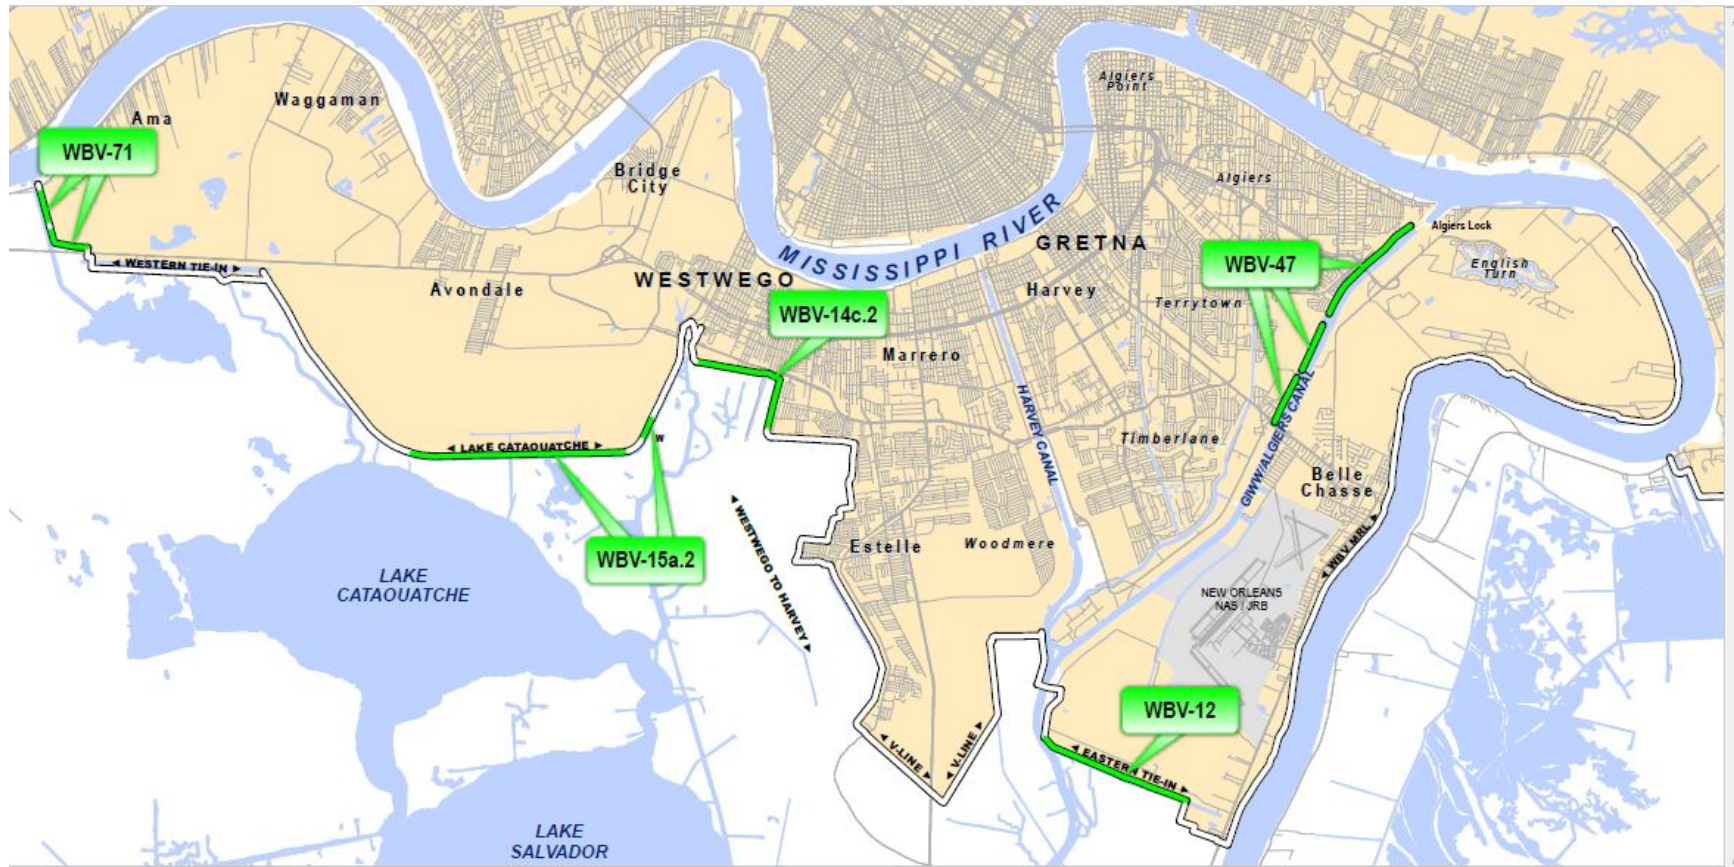 Algiers
Point
Waggaman
Ama
WBV-71
Bridge
City
Algiers
MISSISSIPPI RIVER
GRETNA
Algiers Lock
WBV-47
English
Turn
WESTERN TIE-IN
WESTWEGO
Avondale
Harvey
Terrytown
WBV-14c.2
Marrero
HARVEY CANAL
GIWW/ALGIERS CANAL
LAKE CATAOUATCHE
W
Timberlane
Belle
Chasse
WESTWEGO TO HARVEY
WBV-15a.2
Estelle
Woodmere
WBV MRL
LAKE
CATAOUATCHE
NEW ORLEANS
NAS / JRB
WBV-12
V-LINE
V-LINE
EASTERN TIE-IN
LAKE
SALVADOR